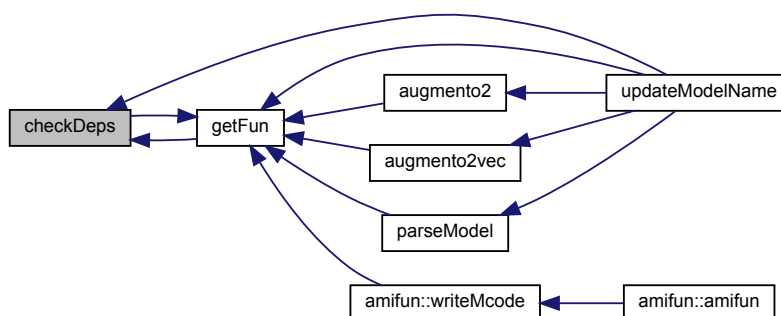 checkDeps
getFun
augmento2
updateModelName
augmento2vec
parseModel
amifun::writeMcode
amifun::amifun